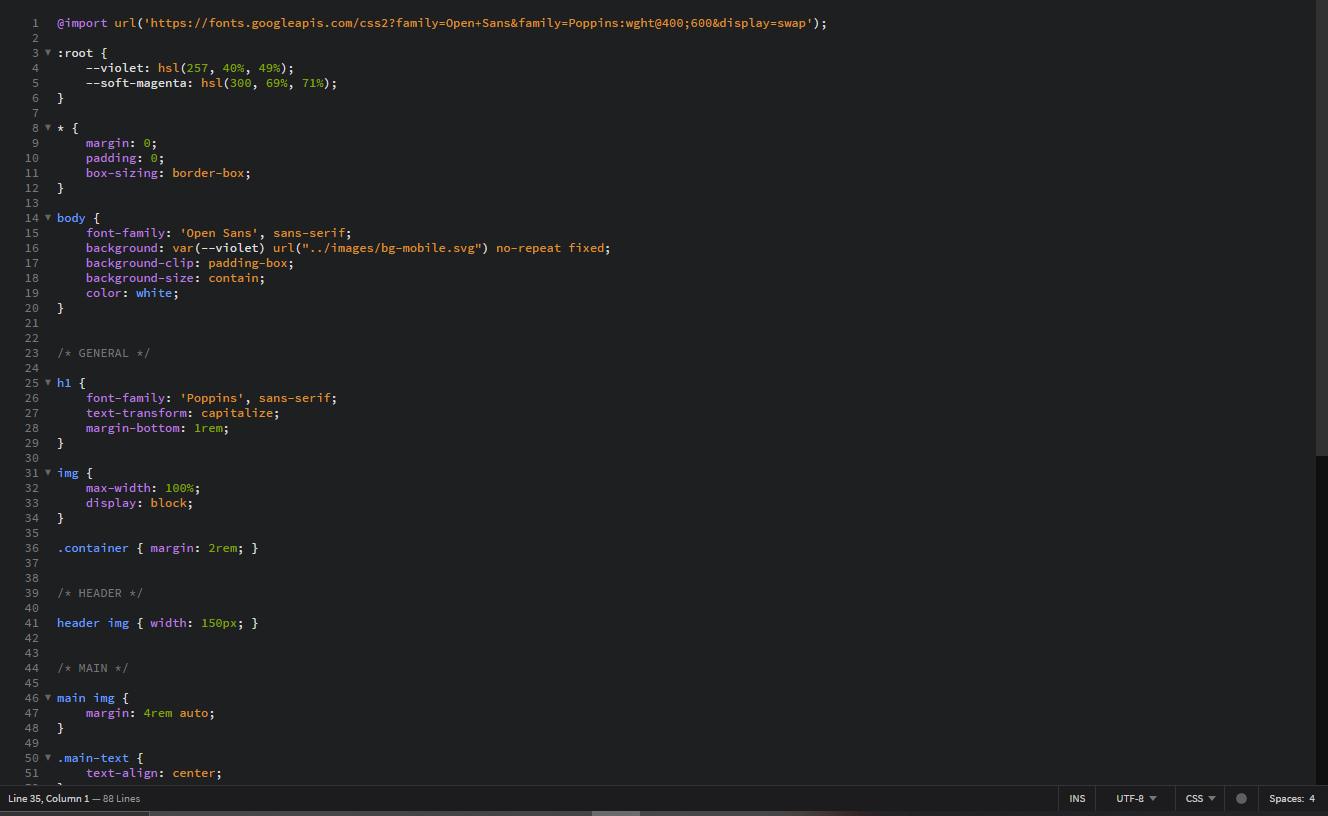 1 @import url('https://fonts.googleapis.com/css2?family=Open+Sans&family=Poppins:wght@400;600&display=swap');
2
3 :root {
4     --violet: hsl(257, 40%, 49%);
5     --soft-magenta: hsl(300, 69%, 71%);
6 }
7
8 * {
9     margin: 0;
10     padding: 0;
11     box-sizing: border-box;
12 }
13
14 body {
15     font-family: 'Open Sans', sans-serif;
16     background: var(--violet) url("../images/bg-mobile.svg") no-repeat fixed;
17     background-clip: padding-box;
18     background-size: contain;
19     color: white;
20 }
21
22
23 /* GENERAL */
24
25 h1 {
26     font-family: 'Poppins', sans-serif;
27     text-transform: capitalize;
28     margin-bottom: 1rem;
29 }
30
31 img {
32     max-width: 100%;
33     display: block;
34 }
35
36 .container { margin: 2rem; }
37
38
39 /* HEADER */
40
41 header img { width: 150px; }
42
43
44 /* MAIN */
45
46 main img {
47     margin: 4rem auto;
48 }
49
50 .main-text {
51     text-align: center;
Line 35, Column 1 — 88 Lines INS UTF-8 CSS Spaces: 4